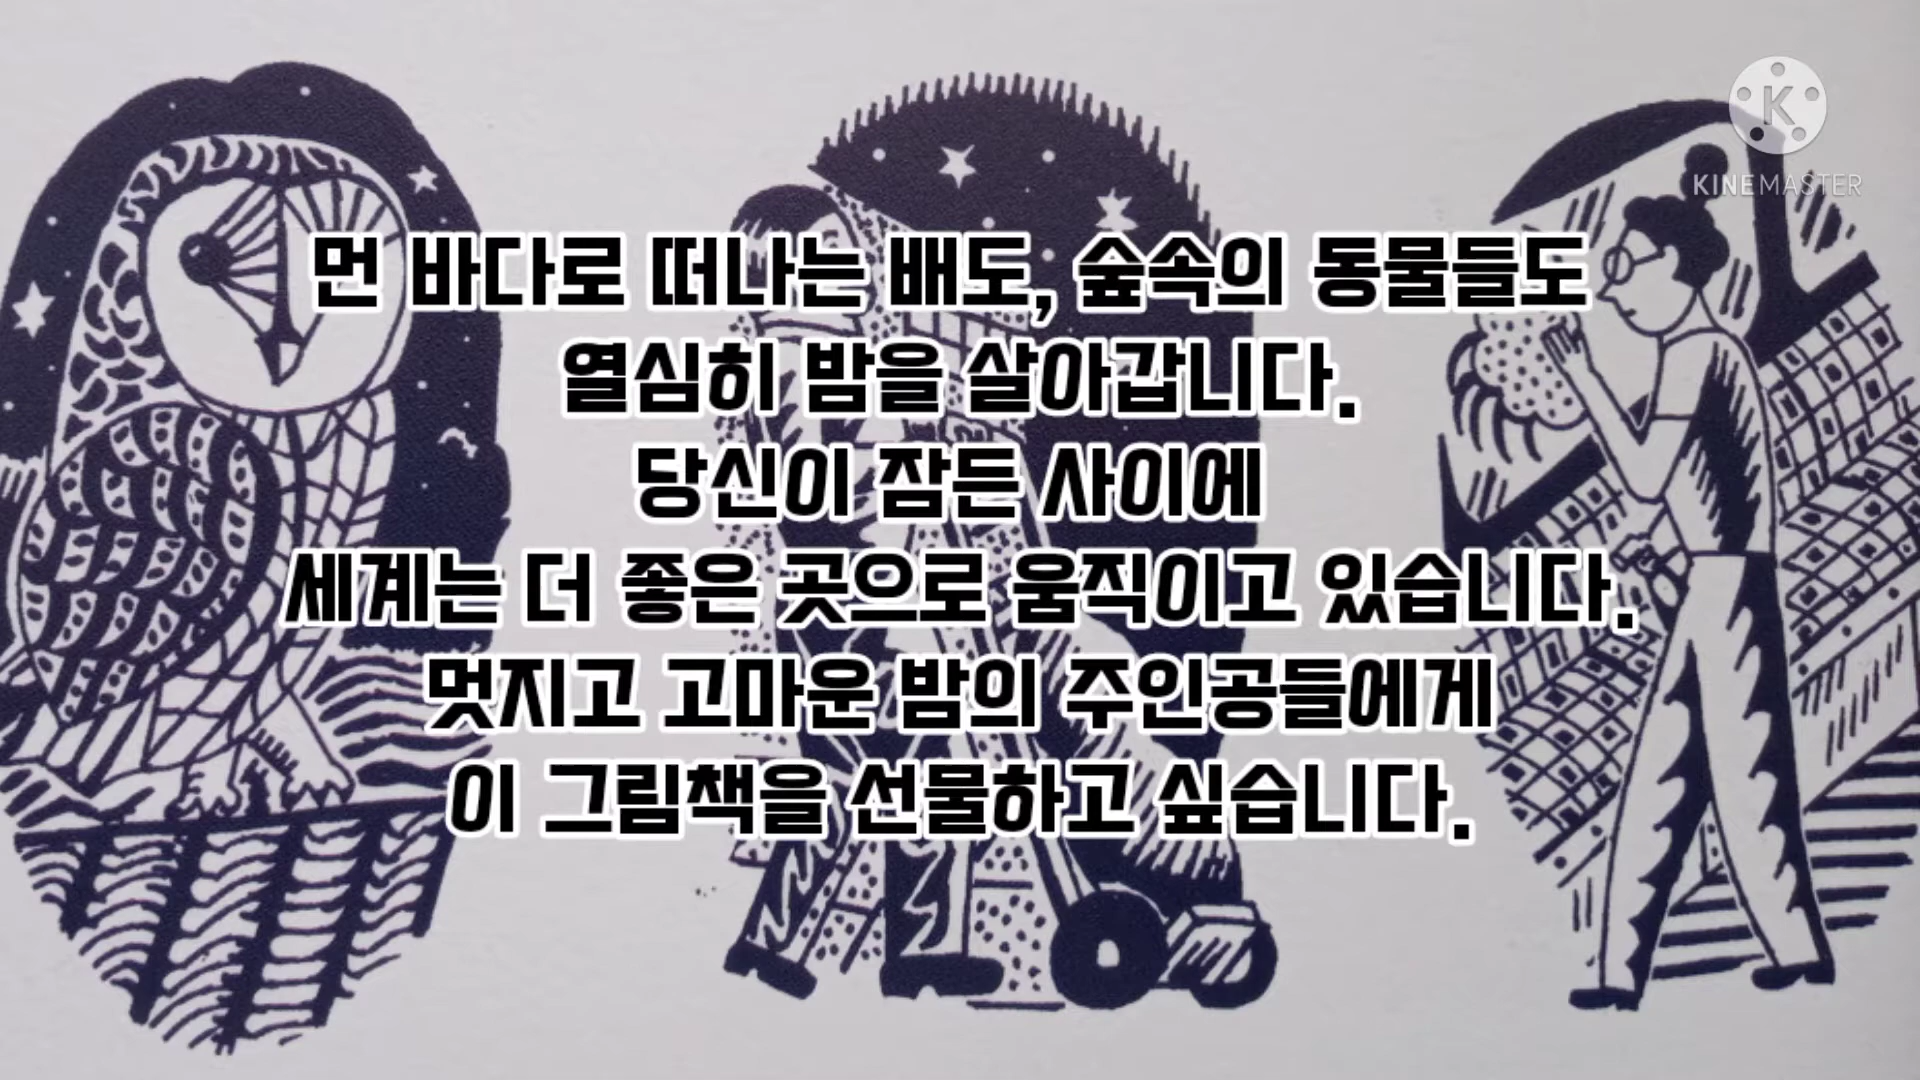 KINEMASTER
먼 바다로 떠나는 배도, 숲속의 동물들도
열심히 밤을 살아갑니다.
당신이 잠든 사이에
세계는 더 좋은 곳으로 움직이고 있습니다.
멋지고 고마운 밤의 주인공들에게
이 그림책을 선물하고 싶습니다.